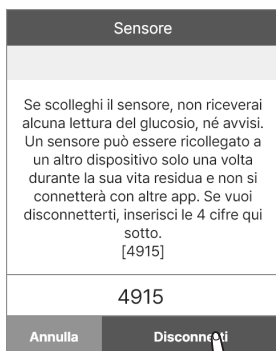 Sensore
Se scolleghi il sensore, non riceverai
alcuna lettura del glucosio, né avvisi.
Un sensore può essere ricollegato a
un altro dispositivo solo una volta
durante la sua vita residua e non si
connetterà con altre app. Se vuoi
disconnetterti, inserisci le 4 cifre qui
sotto.
[4915]
4915
Annulla Disconnetti